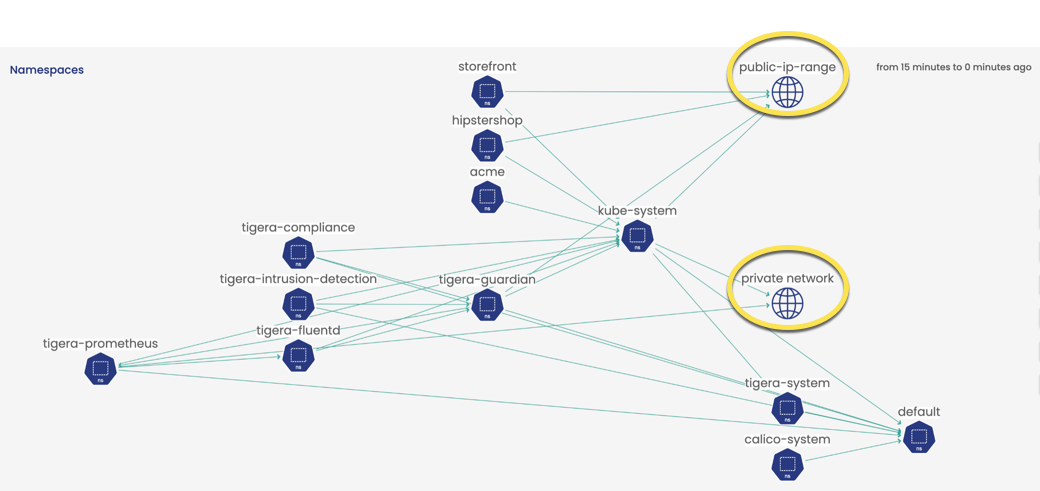 Namespaces
from 15 minutes to 0 minutes ago
storefront
ns
public-ip-range
hipstershop
ns
acme
ns
kube-system
ns
tigera-compliance
ns
tigera-intrusion-detection
ns
tigera-guardian
ns
private network
tigera-fluentd
ns
tigera-prometheus
ns
tigera-system
ns
default
ns
calico-system
ns